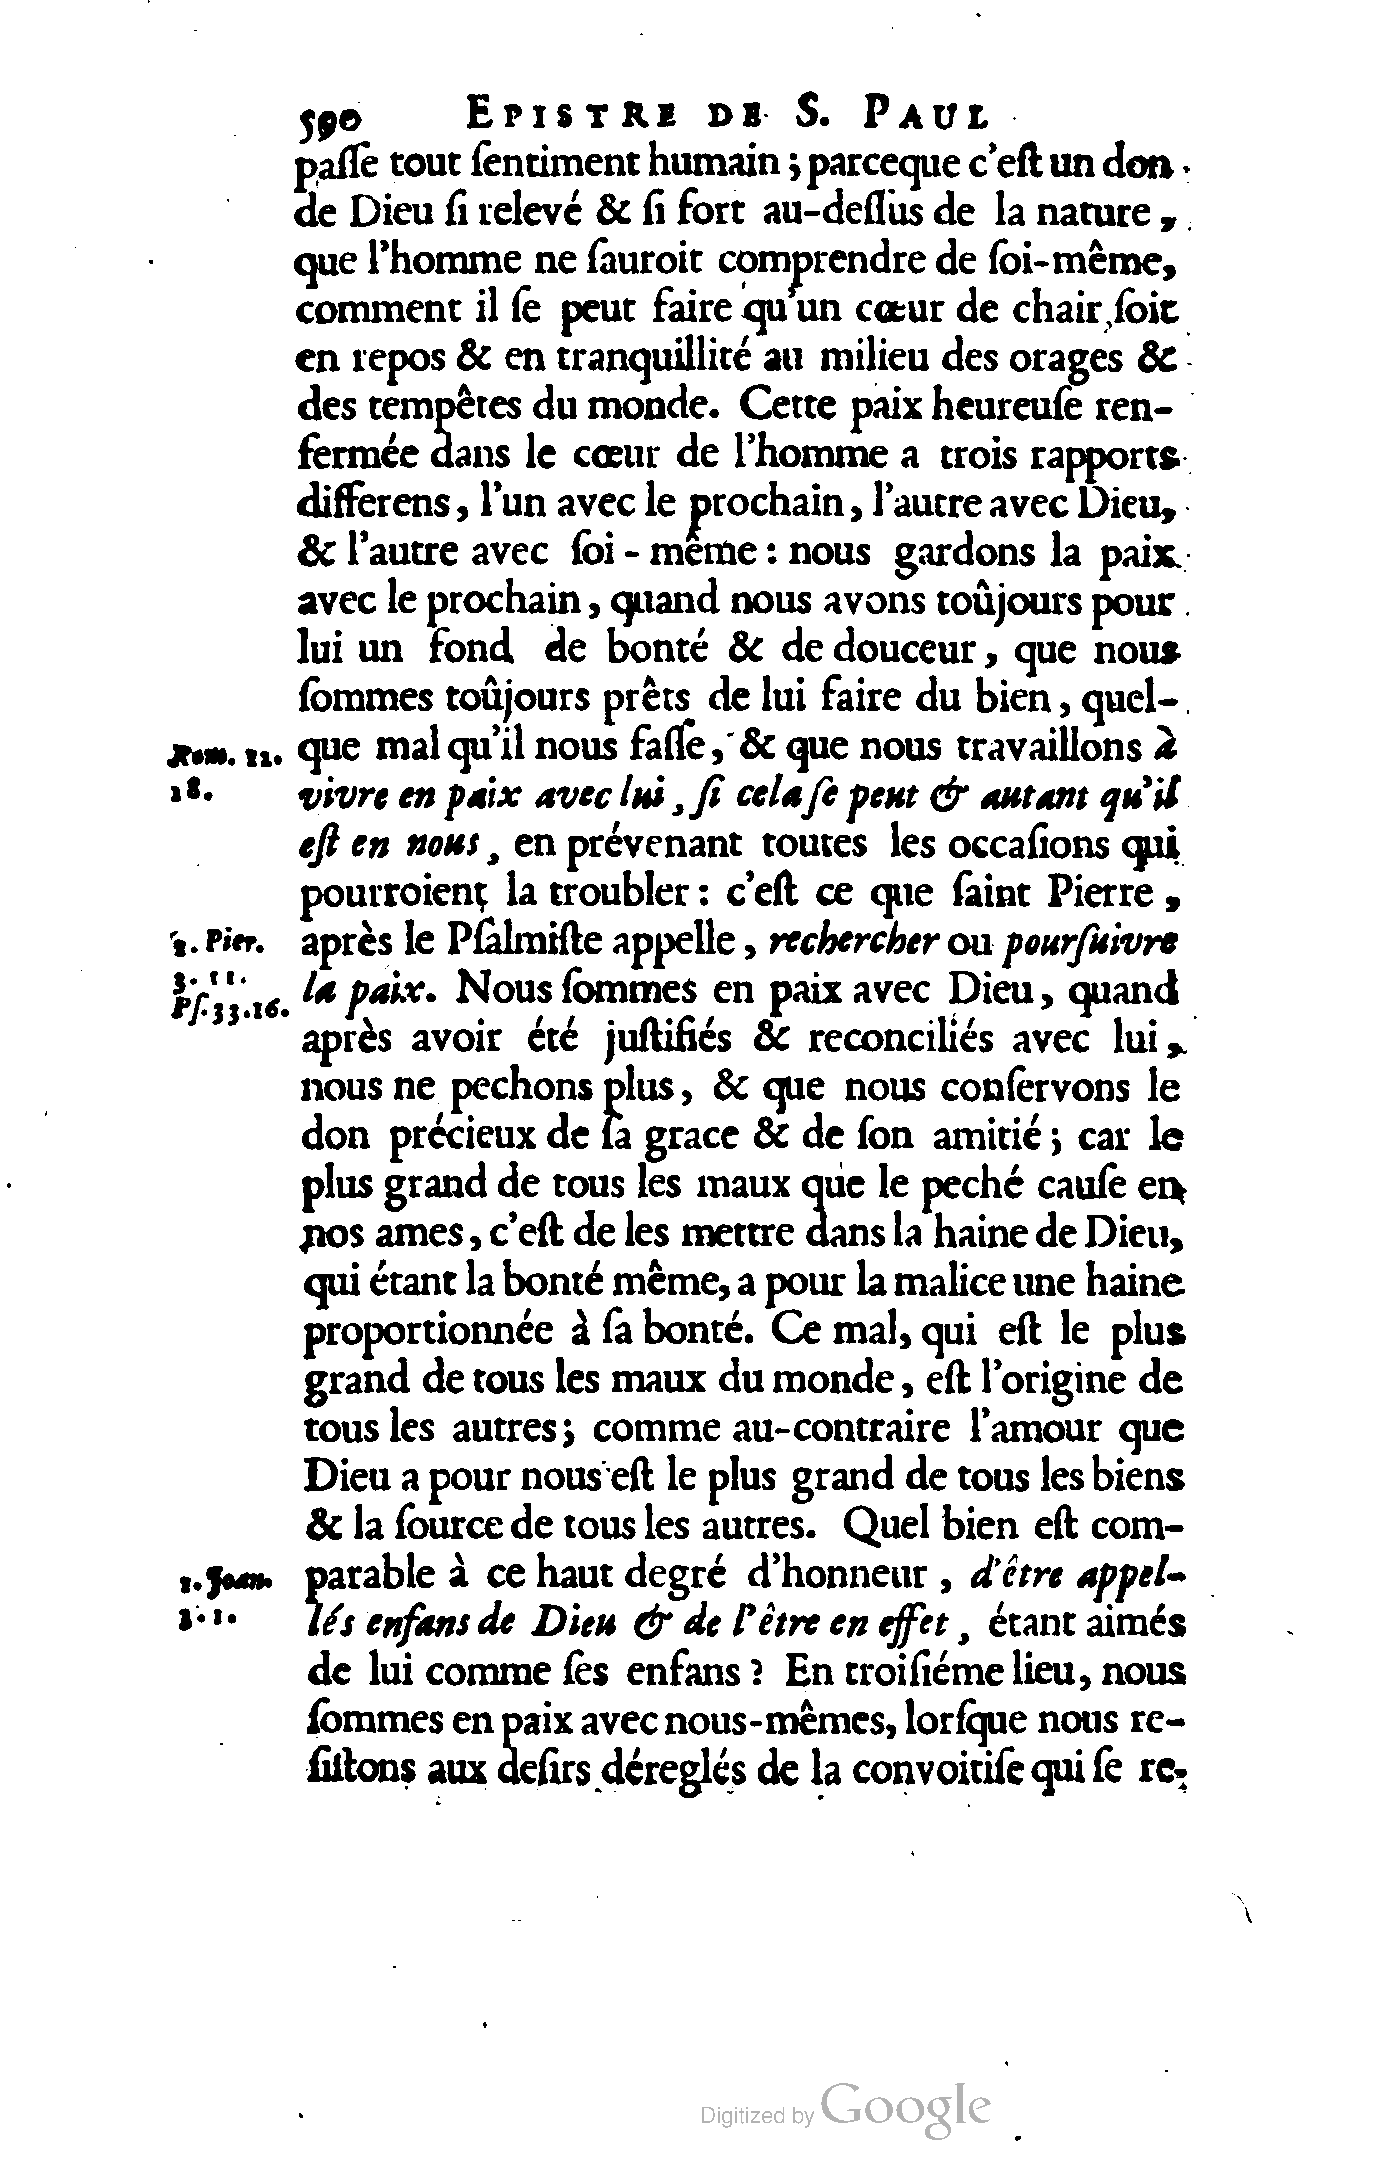 590 EPISTRE DE S. PAUL
passe tout sentiment humain ; parceque c'est un don
de Dieu si relevé & si fort au-dessus de la nature,
que l'homme ne sauroit comprendre de soi-même,
comment il se peut faire qu'un cœur de chair soit
en repos & en tranquillité au milieu des orages &
des tempêtes du monde. Cette paix heureuse ren-
fermée dans le cœur de l'homme a trois rapports
differens, l'un avec le prochain, l'autre avec Dieu,
& l'autre avec soi-même : nous gardons la paix
avec le prochain, quand nous avons toûjours pour
lui un fond de bonté & de douceur, que nous
sommes toûjours prêts de lui faire du bien, quel-
Rom. 12. que mal qu'il nous fasse, & que nous travaillons à
18. vivre en paix avec lui, si cela se peut & autant qu'il
est en nous, en prévenant toutes les occasions qui
pourroient la troubler : c'est ce que saint Pierre,
1. Pier. après le Psalmiste appelle, rechercher ou poursuivre
3. 11. la paix. Nous sommes en paix avec Dieu, quand
Ps. 33. 16.
après avoir été justifiés & reconciliés avec lui,
nous ne pechons plus, & que nous conservons le
don précieux de sa grace & de son amitié ; car le
plus grand de tous les maux que le peché cause en
nos ames, c'est de les mettre dans la haine de Dieu,
qui étant la bonté même, a pour la malice une haine
proportionnée à sa bonté. Ce mal, qui est le plus
grand de tous les maux du monde, est l'origine de
tous les autres ; comme au-contraire l'amour que
Dieu a pour nous est le plus grand de tous les biens
& la source de tous les autres. Quel bien est com-
1. Joan. parable à ce haut degré d'honneur, d'être appel-
3. 1. lés enfans de Dieu & de l'être en effet, étant aimés
de lui comme ses enfans ? En troisiéme lieu, nous
sommes en paix avec nous-mêmes, lorsque nous re-
sistons aux desirs déreglés de la convoitise qui se re-
Digitized by Google